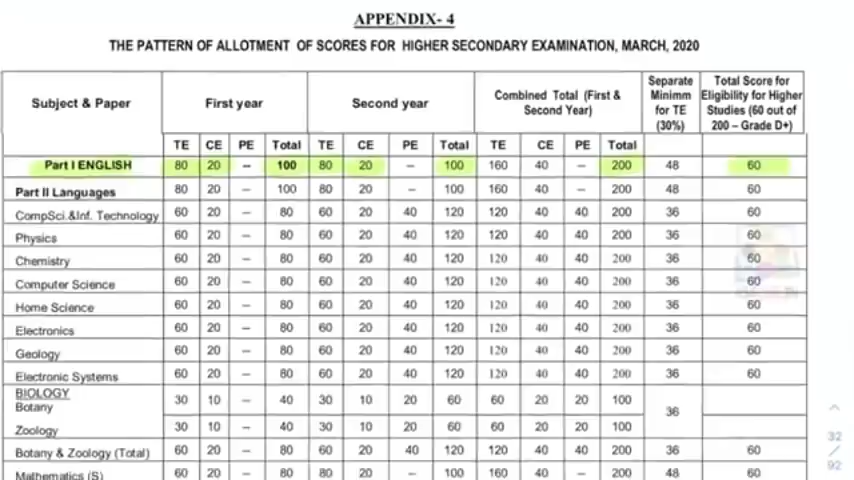 APPENDIX- 4
THE PATTERN OF ALLOTMENT OF SCORES FOR HIGHER SECONDARY EXAMINATION, MARCH, 2020
Subject & Paper First year Second year Combined Total (First & Second Year) Separate Minimm for TE (30%) Total Score for Eligibility for Higher Studies (60 out of 200 – Grade D+)
TE CE PE Total TE CE PE Total TE CE PE Total
Part I ENGLISH 80 20 – 100 80 20 – 100 160 40 – 200 48 60
Part II Languages 80 20 – 100 80 20 - 100 160 40 – 200 48 60
CompSci.&Inf. Technology 60 20 – 80 60 20 40 120 120 40 40 200 36 60
Physics 60 20 – 80 60 20 40 120 120 40 40 200 36 60
Chemistry 60 20 – 80 60 20 40 120 120 40 40 200 36 60
Computer Science 60 20 – 80 60 20 40 120 120 40 40 200 36 60
Home Science 60 20 – 80 60 20 40 120 120 40 40 200 36 60
Electronics 60 20 – 80 60 20 40 120 120 40 40 200 36 60
Geology 60 20 – 80 60 20 40 120 120 40 40 200 36 60
Electronic Systems 60 20 – 80 60 20 40 120 120 40 40 200 36 60
BIOLOGY
Botany 30 10 – 40 30 10 20 60 60 20 20 100 36
Zoology 30 10 – 40 30 10 20 60 60 20 20 100
Botany & Zoology (Total) 60 20 – 80 60 20 40 120 120 40 40 200 36 60
Mathematics (S) 60 20 – 80 80 20 – 100 160 40 – 200 48 60
32
/
92